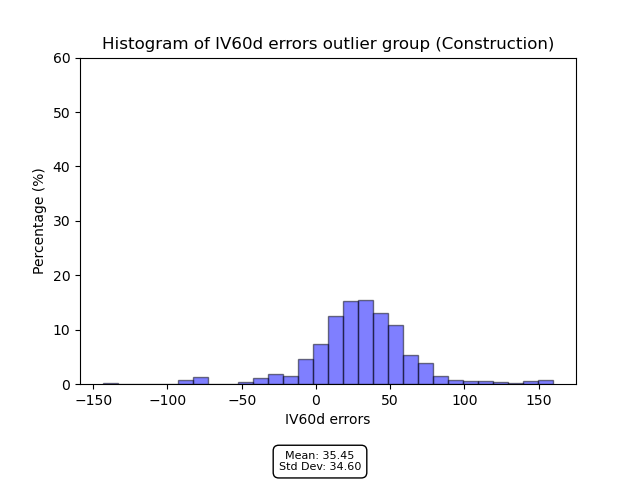 Histogram of IV60d errors outlier group (Construction)
60
50
40
30
20
10
0
Percentage (%)
−150
−100
−50
0
50
100
150
IV60d errors
Mean: 35.45
Std Dev: 34.60